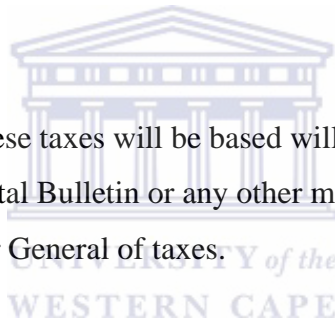 ese taxes will be based will
tal Bulletin or any other m
r General of taxes.
UNIVERSITY of the
WESTERN CAPE